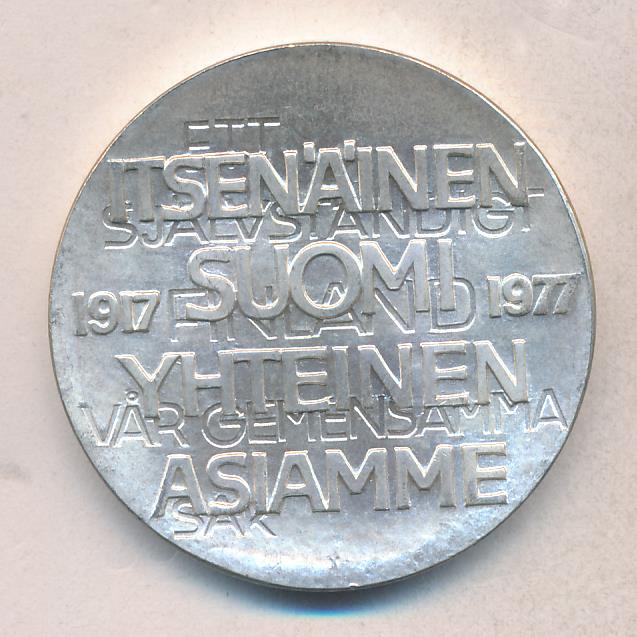 ETT
ITSENÄINEN
SJÄLVSTÄNDIGT
SUOMI
1917 FINLAND 1977
YHTEINEN
VÅR GEMENSAMMA
ASIAMME
SAK